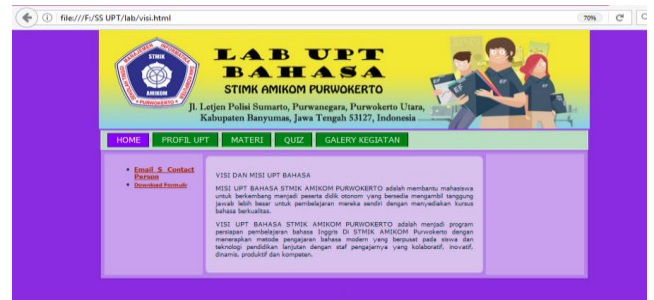 file:///F:/SS UPT/lab/visi.html
70%
STMIK
AMIKOM
PURWOKERTO
LAB UPT
BAHASA
STIMK AMIKOM PURWOKERTO
Jl. Letjen Polisi Sumarto, Purwanegara, Purwokerto Utara,
Kabupaten Banyumas, Jawa Tengah 53127, Indonesia
HOME PROFIL UPT MATERI QUIZ GALERY KEGIATAN
Email S Contact
Person
Download Formulir
VISI DAN MISI UPT BAHASA
MISI UPT BAHASA STMIK AMIKOM PURWOKERTO adalah membantu mahasiswa
untuk berkembang menjadi peserta didik otonom yang bersedia mengambil tanggung
jawab lebih besar untuk pembelajaran mereka sendiri dengan menyediakan kursus
bahasa berkualitas.
VISI UPT BAHASA STMIK AMIKOM PURWOKERTO adalah menjadi program
persiapan pembelajaran bahasa Inggris Di STMIK AMIKOM Purwokerto dengan
menerapkan metode pengajaran bahasa modern yang berpusat pada siswa dan
teknologi pendidikan lanjutan dengan staf pengajarnya yang kolaboratif, inovatif,
dinamis, produktif dan kompeten.